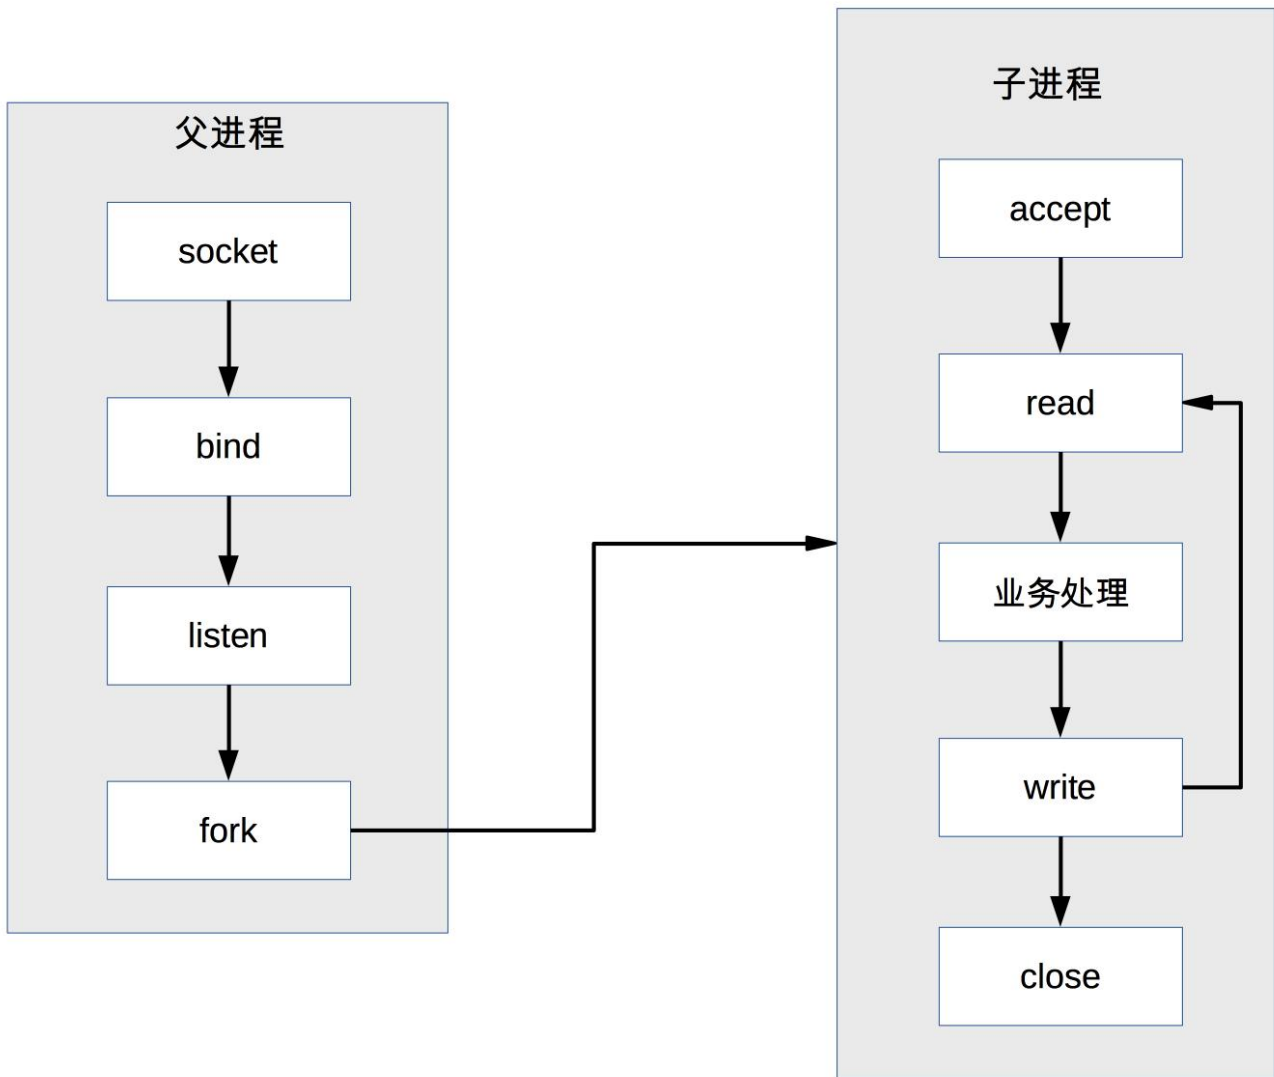 父进程
socket
bind
listen
fork
子进程
accept
read
业务处理
write
close